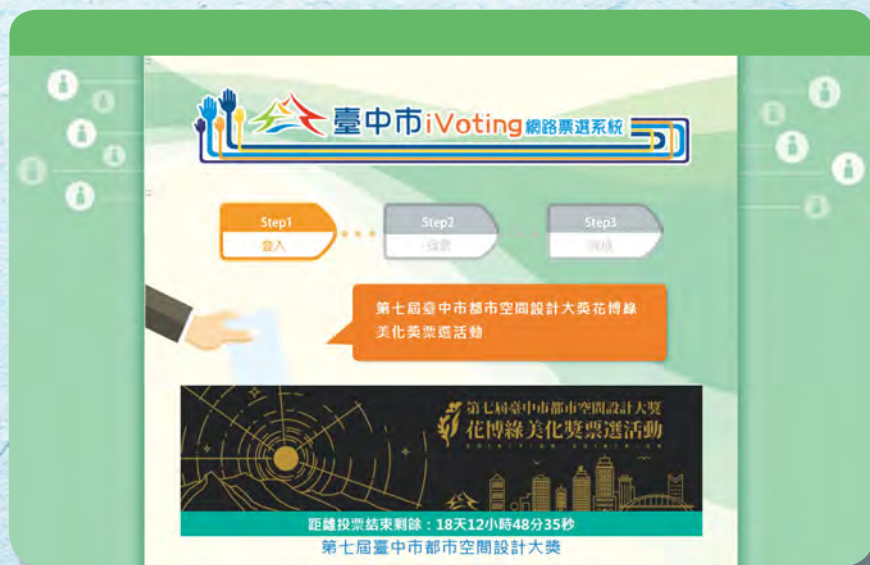 臺中市iVoting網路票選系統
Step1
登入
Step2
Step3
第七屆臺中市都市空間設計大獎花博綠
美化獎票選活動
第七屆臺中市都市空間設計大獎
花博綠美化獎票選活動
距離投票結束剩餘：18天12小時48分35秒
第七屆臺中市都市空間設計大獎